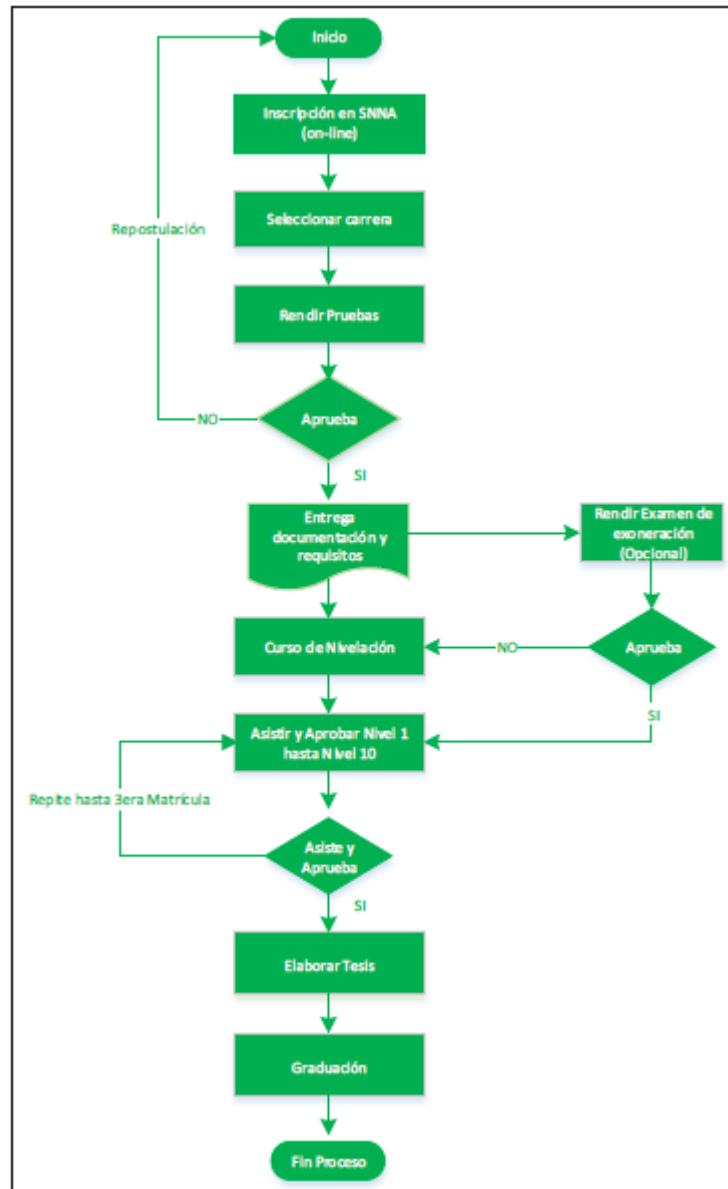 Inicio
Inscripción en SNNA
(on-line)
Seleccionar carrera
Repostulación
Rendir Pruebas
NO
Aprueba
SI
Entrega
documentación y
requisitos
Rendir Examen de
exoneración
(Opcional)
Curso de Nivelación
NO
Aprueba
SI
Asistir y Aprobar Nivel 1
hasta Nivel 10
Repite hasta 3era Matrícula
Asiste y
Aprueba
SI
Elaborar Tesis
Graduación
Fin Proceso